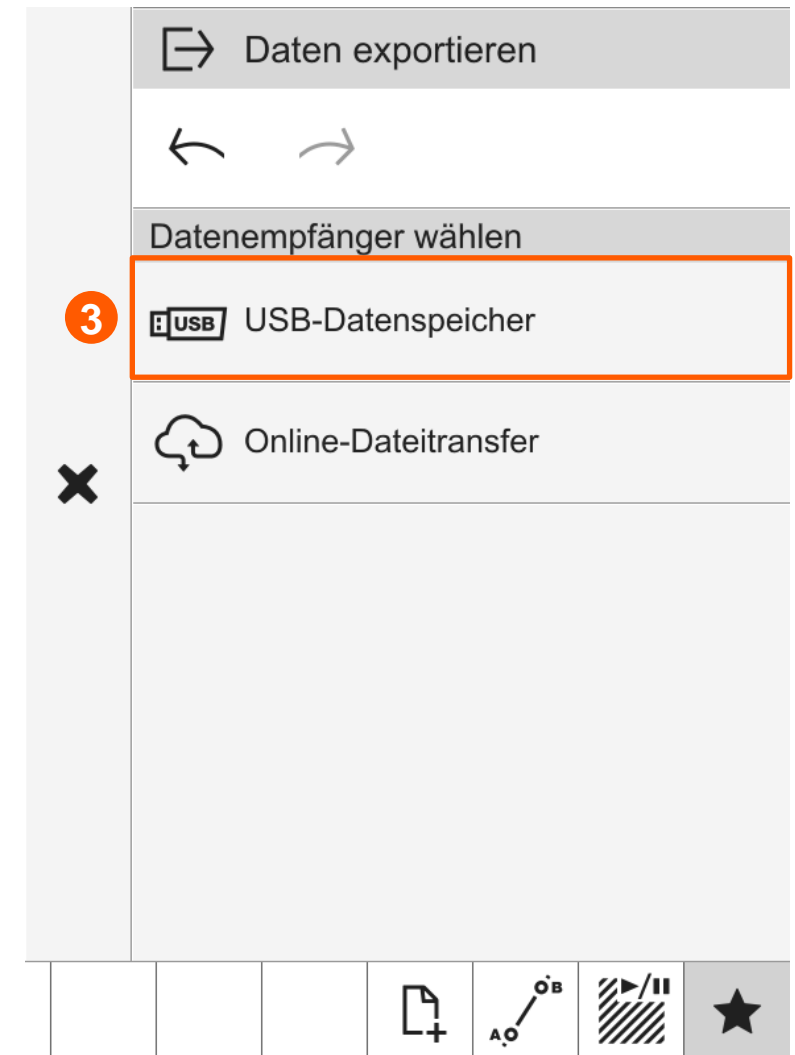 Daten exportieren
Datenempfänger wählen
3
USB USB-Datenspeicher
Online-Dateitransfer
A B